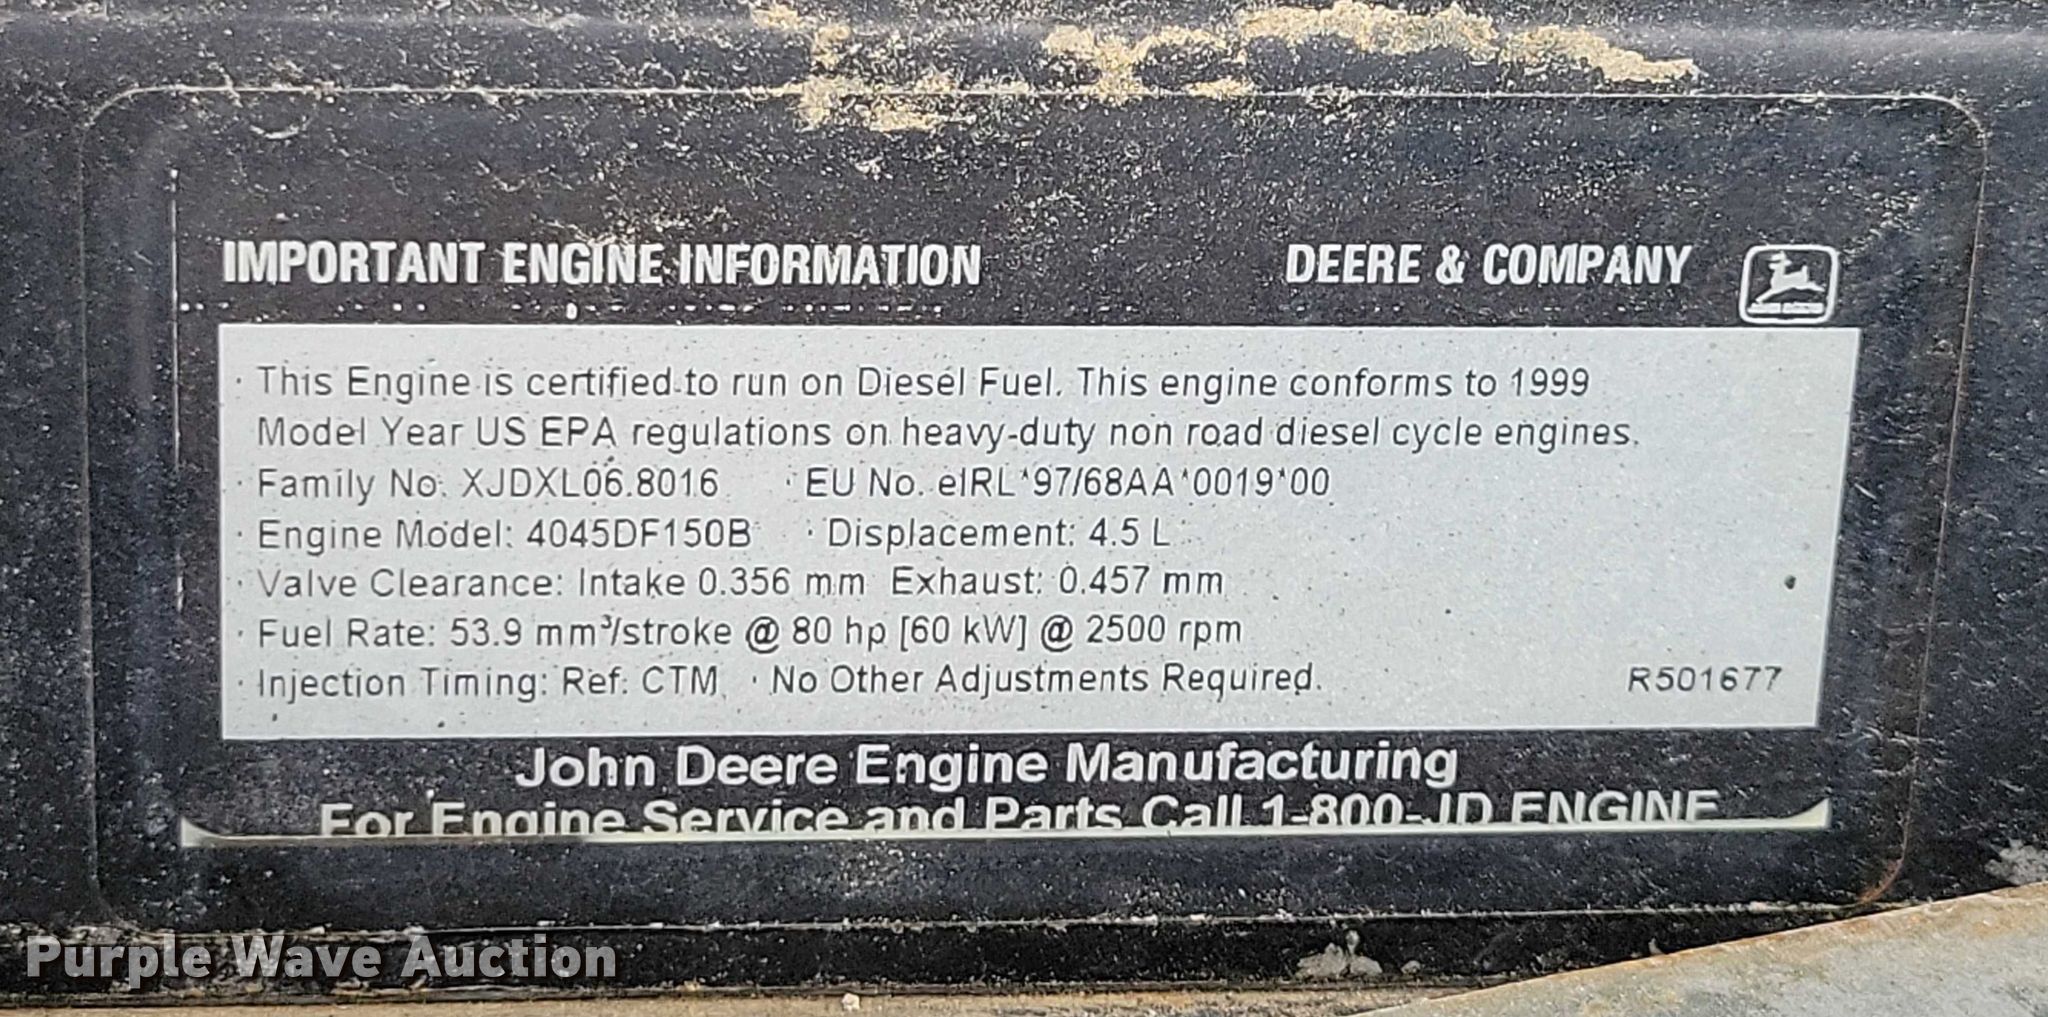 IMPORTANT ENGINE INFORMATION DEERE & COMPANY
· This Engine is certified to run on Diesel Fuel. This engine conforms to 1999
Model Year US EPA regulations on heavy-duty non road diesel cycle engines.
· Family No. XJDXL06.8016 · EU No. eIRL*97/68AA*0019*00
· Engine Model: 4045DF150B · Displacement: 4.5 L
· Valve Clearance: Intake 0.356 mm Exhaust: 0.457 mm
· Fuel Rate: 53.9 mm³/stroke @ 80 hp [60 kW] @ 2500 rpm
· Injection Timing: Ref: CTM · No Other Adjustments Required. R501677
John Deere Engine Manufacturing
For Engine Service and Parts Call 1-800-JD ENGINE
Purple Wave Auction